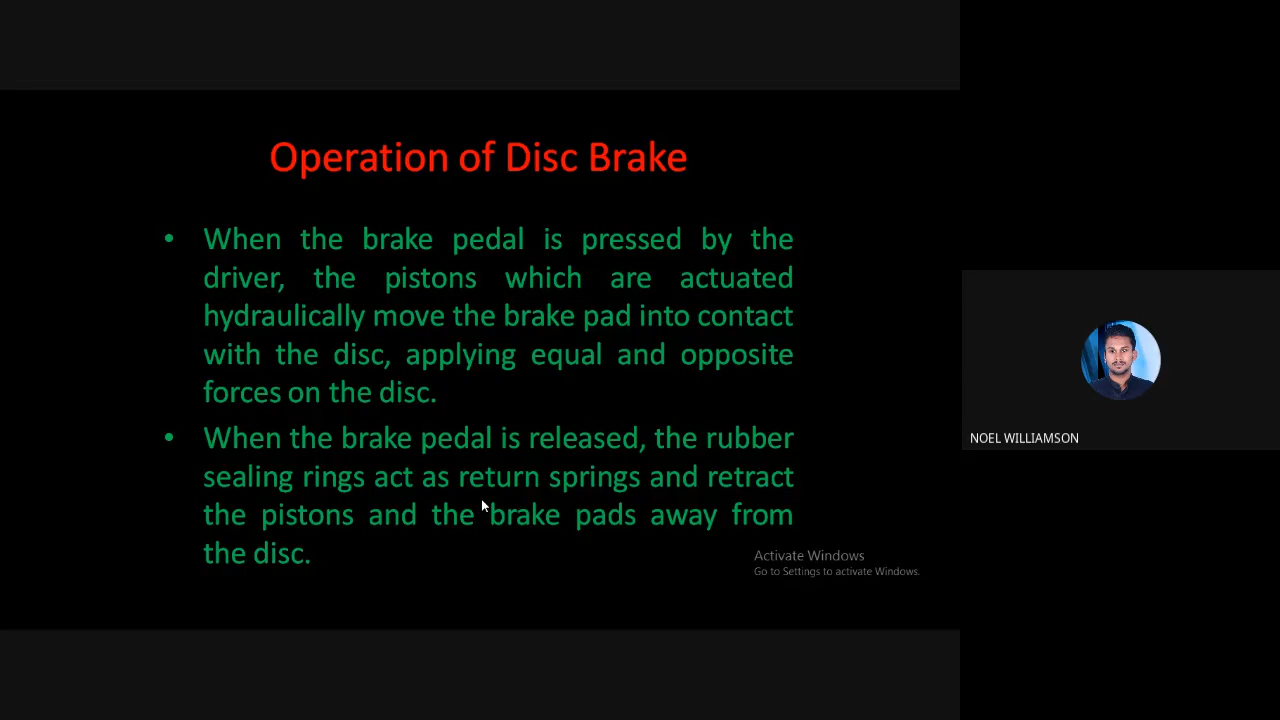 Operation of Disc Brake
• When the brake pedal is pressed by the
driver, the pistons which are actuated
hydraulically move the brake pad into contact
with the disc, applying equal and opposite
forces on the disc.
• When the brake pedal is released, the rubber
sealing rings act as return springs and retract
the pistons and the brake pads away from
the disc.
Activate Windows
Go to Settings to activate Windows.
NOEL WILLIAMSON